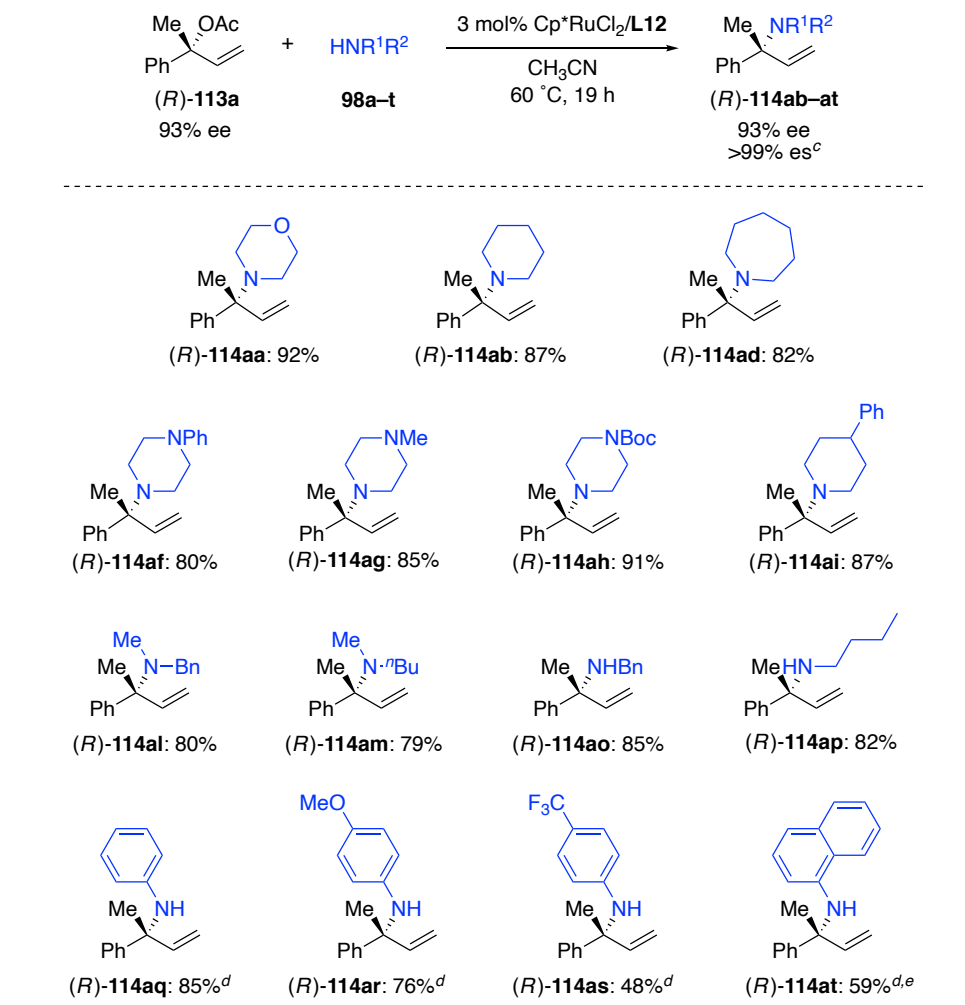 Me OAc
Ph
+
HNR¹R²
3 mol% Cp*RuCl₂/L12
CH₃CN
60 ˚C, 19 h
Me NR¹R²
Ph
(R)-113a
98a–t
(R)-114ab–at
93% ee
93% ee
>99% esᶜ
O
N
Me
Ph
N
Me
Ph
N
Me
Ph
(R)-114aa: 92%
(R)-114ab: 87%
(R)-114ad: 82%
NPh
N
Me
Ph
NMe
N
Me
Ph
NBoc
N
Me
Ph
Ph
N
Me
Ph
(R)-114af: 80%
(R)-114ag: 85%
(R)-114ah: 91%
(R)-114ai: 87%
Me
Me N Bn
Ph
Me
Me N ⁿBu
Ph
Me NHBn
Ph
Me HN
Ph
(R)-114al: 80%
(R)-114am: 79%
(R)-114ao: 85%
(R)-114ap: 82%
Me NH
Ph
MeO
Me NH
Ph
F₃C
Me NH
Ph
Me NH
Ph
(R)-114aq: 85%ᵈ
(R)-114ar: 76%ᵈ
(R)-114as: 48%ᵈ
(R)-114at: 59%ᵈ,ᵉ